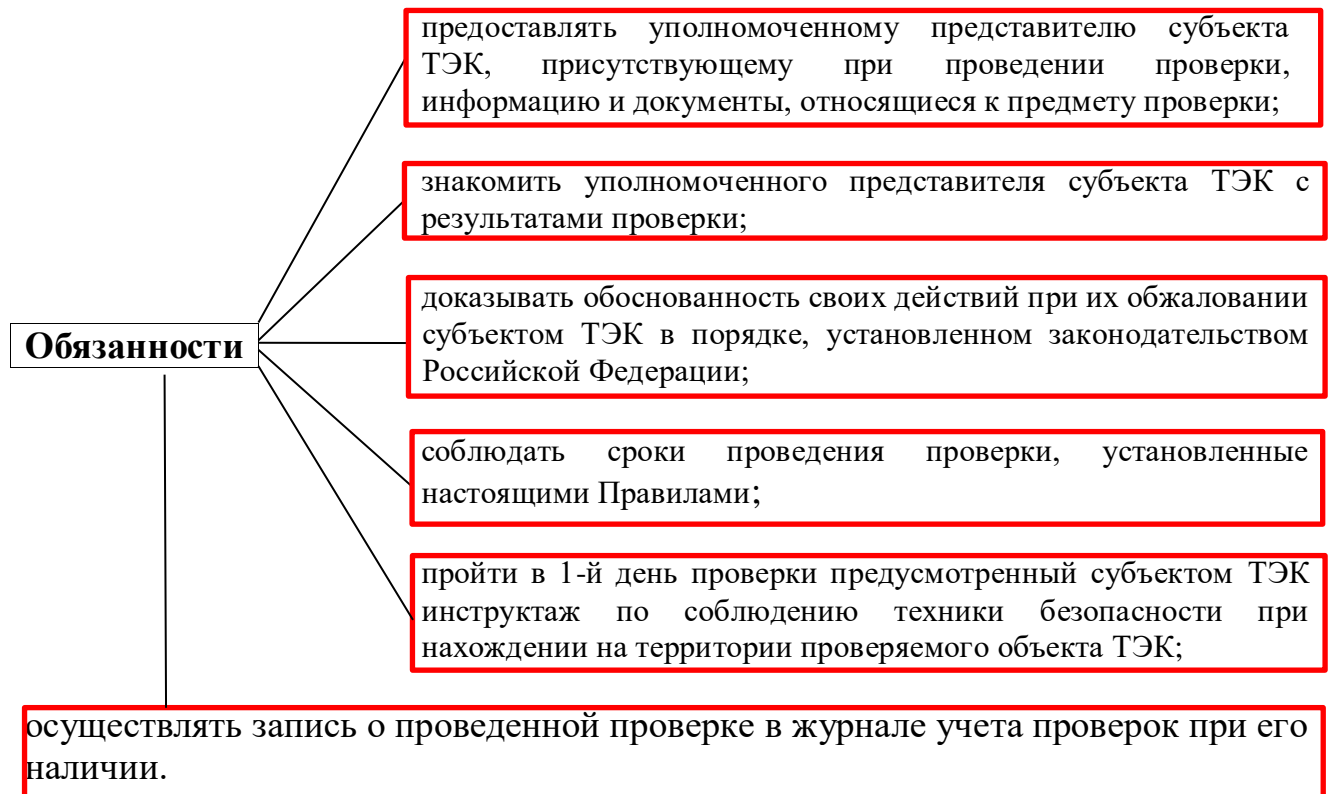 предоставлять уполномоченному представителю субъекта
ТЭК, присутствующему при проведении проверки,
информацию и документы, относящиеся к предмету проверки;
знакомить уполномоченного представителя субъекта ТЭК с
результатами проверки;
доказывать обоснованность своих действий при их обжаловании
субъектом ТЭК в порядке, установленном законодательством
Российской Федерации;
Обязанности
соблюдать сроки проведения проверки, установленные
настоящими Правилами;
пройти в 1-й день проверки предусмотренный субъектом ТЭК
инструктаж по соблюдению техники безопасности при
нахождении на территории проверяемого объекта ТЭК;
осуществлять запись о проведенной проверке в журнале учета проверок при его
наличии.